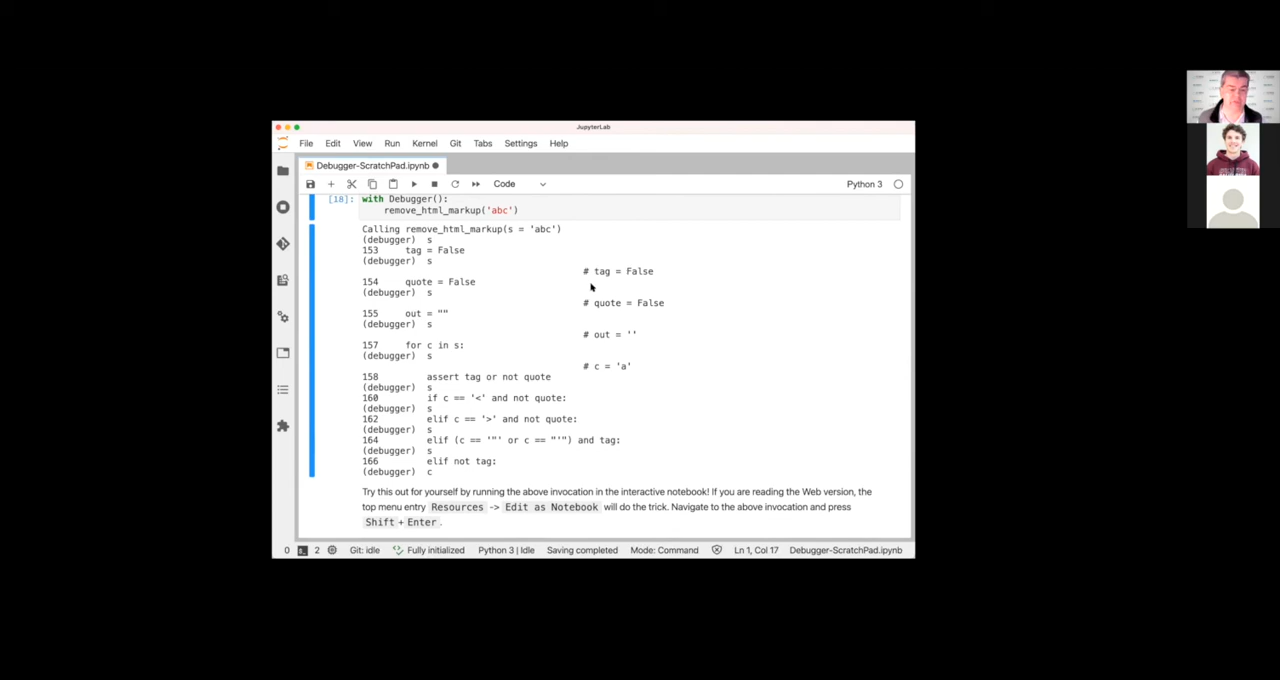 JupyterLab
File Edit View Run Kernel Git Tabs Settings Help
Debugger-ScratchPad.ipynb
Code
Python 3
[18]: with Debugger():
remove_html_markup('abc')
Calling remove_html_markup(s = 'abc')
(debugger) s
153 tag = False
(debugger) s
# tag = False
154 quote = False
(debugger) s
# quote = False
155 out = ""
(debugger) s
# out = ''
157 for c in s:
(debugger) s
# c = 'a'
158 assert tag or not quote
(debugger) s
160 if c == '<' and not quote:
(debugger) s
162 elif c == '>' and not quote:
(debugger) s
164 elif (c == '"' or c == "'") and tag:
(debugger) s
166 elif not tag:
(debugger) c
Try this out for yourself by running the above invocation in the interactive notebook! If you are reading the Web version, the
top menu entry Resources -> Edit as Notebook will do the trick. Navigate to the above invocation and press
Shift + Enter .
0 2 Git: idle Fully initialized Python 3 | Idle Saving completed Mode: Command Ln 1, Col 17 Debugger-ScratchPad.ipynb